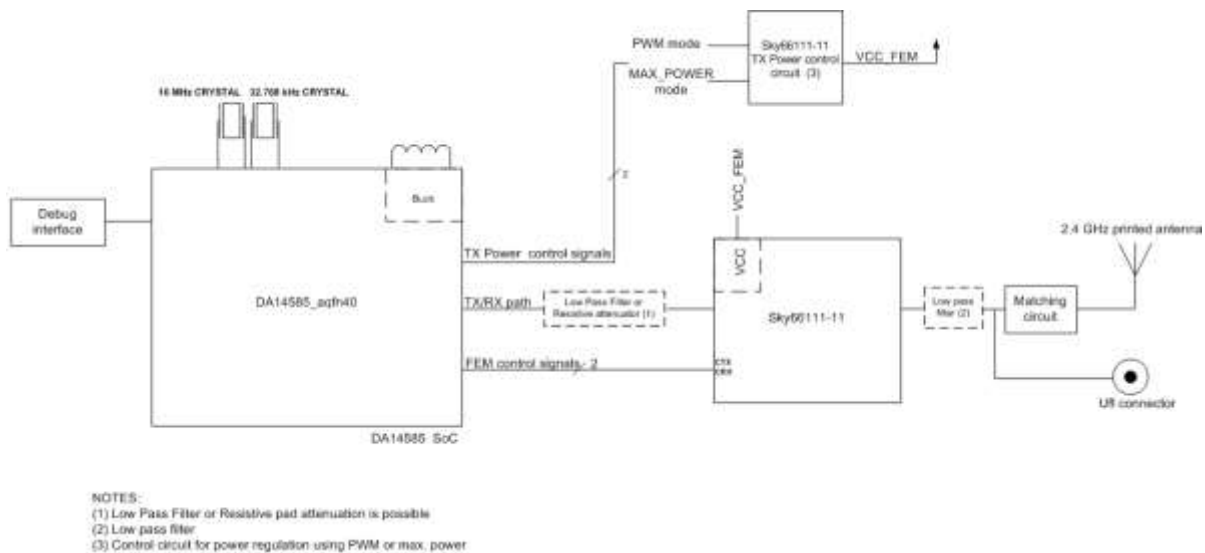 PWM mode
Sky66111-11
TX Power control
circuit (3)
VCC_FEM
MAX_POWER
mode
16 MHz CRYSTAL
32.768 kHz CRYSTAL
2
Buck
VCC_FEM
Debug
interface
2.4 GHz printed antenna
TX Power control signals
VCC
DA14585_aqfn40
TX/RX path
Low Pass Filter or
Resistive attenuator (1)
Sky66111-11
Low pass
filter (2)
Matching
circuit
FEM control signals - 2
CTX
CRX
Ufl connector
DA14585 SoC
NOTES:
(1) Low Pass Filter or Resistive pad attenuation is possible
(2) Low pass filter
(3) Control circuit for power regulation using PWM or max. power